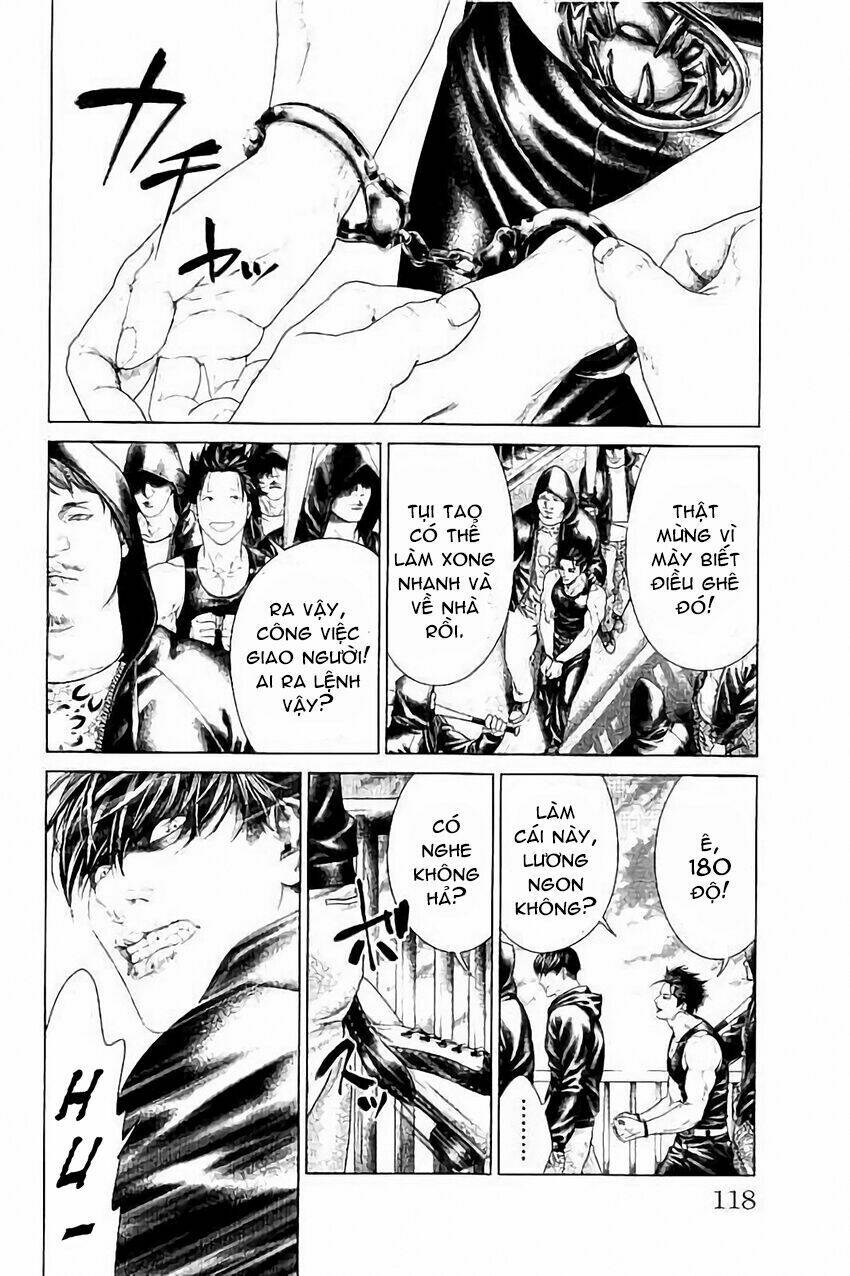 カチャッ
THẬT
MỪNG VÌ
MÀY BIẾT
ĐIỀU GHÊ
ĐÓ!
TỤI TAO
CÓ THỂ
LÀM XONG
NHANH VÀ
VỀ NHÀ
RỒI.
RA VẬY,
CÔNG VIỆC
GIAO NGƯỜI!
AI RA LỆNH
VẬY?
Ê,
180
ĐỘ!
LÀM
CÁI NÀY,
LƯƠNG
NGON
KHÔNG?
.........
CÓ
NGHE
KHÔNG
HẢ?
HU-
118